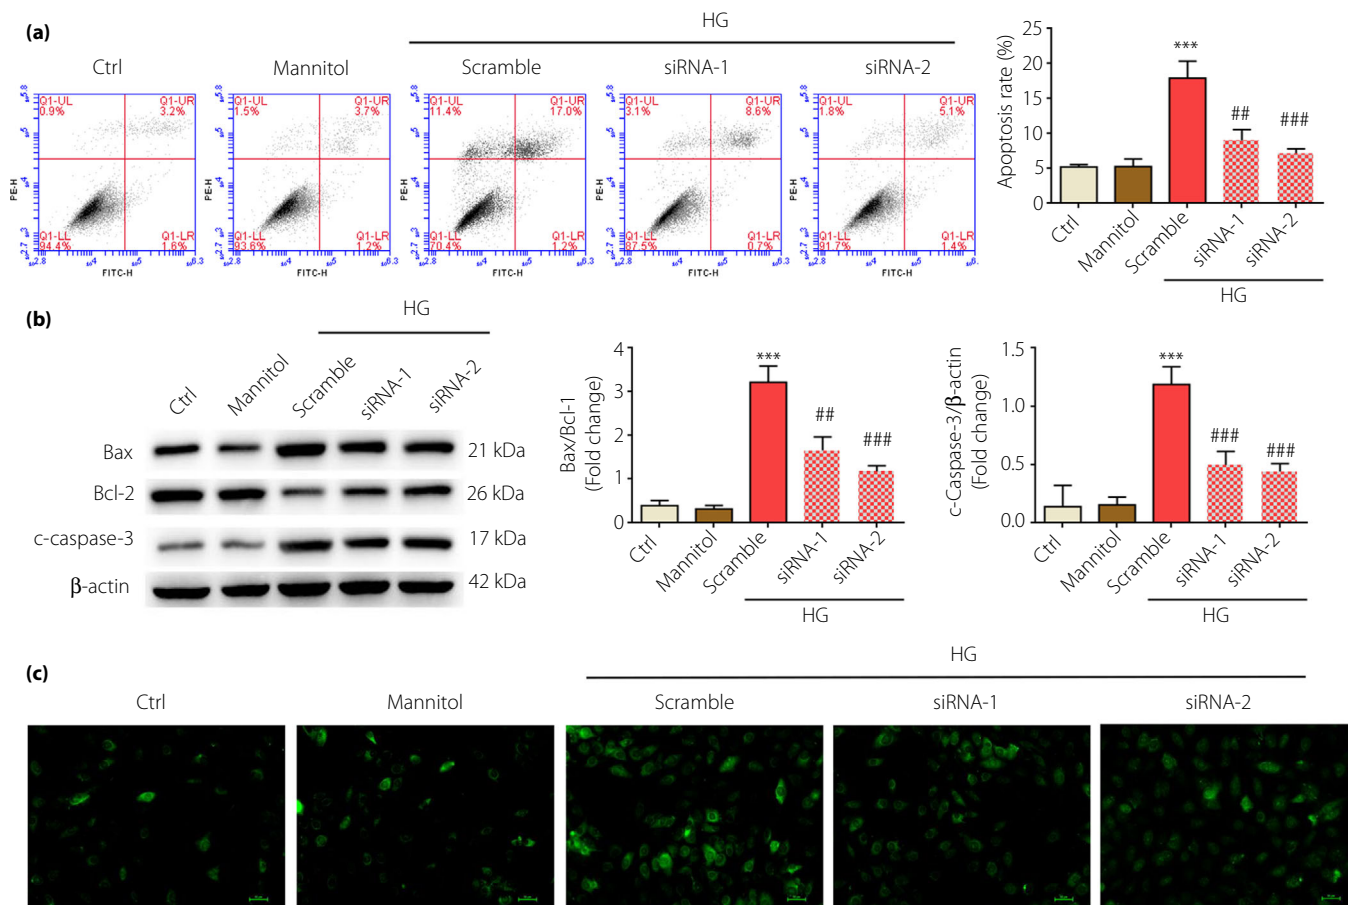 (a)
HG
Ctrl
Mannitol
Scramble
siRNA-1
siRNA-2
Q1-UL
0.9%
Q1-UR
3.2%
Q1-LL
94.4%
Q1-LR
1.6%
PE-H
FITC-H
Q1-UL
1.5%
Q1-UR
3.7%
Q1-LL
93.6%
Q1-LR
1.2%
PE-H
FITC-H
Q1-UL
11.4%
Q1-UR
17.0%
Q1-LL
70.4%
Q1-LR
1.2%
PE-H
FITC-H
Q1-UL
3.1%
Q1-UR
8.6%
Q1-LL
87.5%
Q1-LR
0.7%
PE-H
FITC-H
Q1-UL
1.8%
Q1-UR
5.1%
Q1-LL
91.7%
Q1-LR
1.4%
PE-H
FITC-H
Apoptosis rate (%)
25
20
15
10
5
0
***
##
###
Ctrl
Mannitol
Scramble
siRNA-1
siRNA-2
HG
(b)
HG
Ctrl
Mannitol
Scramble
siRNA-1
siRNA-2
Bax
21 kDa
Bcl-2
26 kDa
c-caspase-3
17 kDa
β-actin
42 kDa
Bax/Bcl-1
(Fold change)
4
3
2
1
0
***
##
###
Ctrl
Mannitol
Scramble
siRNA-1
siRNA-2
HG
c-Caspase-3/β-actin
(Fold change)
1.5
1.0
0.5
0.0
***
###
###
Ctrl
Mannitol
Scramble
siRNA-1
siRNA-2
HG
(c)
HG
Ctrl
Mannitol
Scramble
siRNA-1
siRNA-2